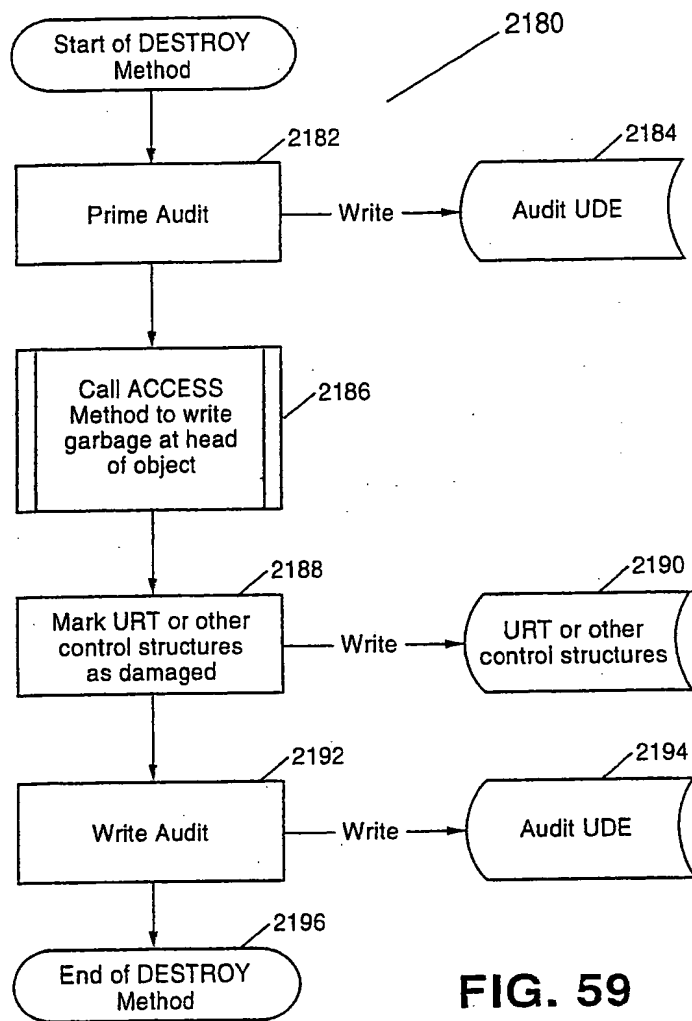 Start of DESTROY
Method
2180
2182
Prime Audit
Write
2184
Audit UDE
Call ACCESS
Method to write
garbage at head
of object
2186
2188
Mark URT or other
control structures
as damaged
Write
2190
URT or other
control structures
2192
Write Audit
Write
2194
Audit UDE
2196
End of DESTROY
Method
FIG. 59